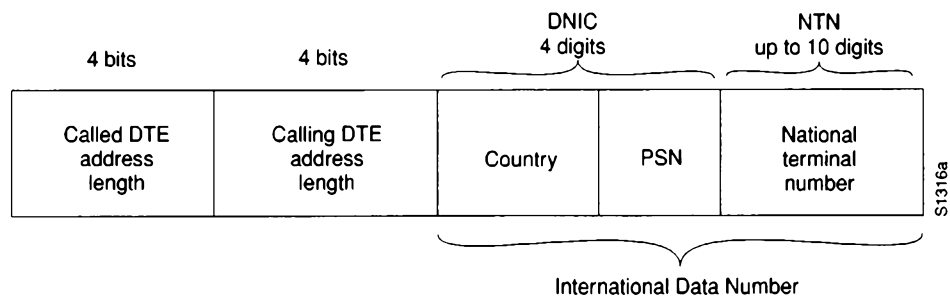 DNIC
4 digits
NTN
up to 10 digits
4 bits
4 bits
Called DTE
address
length
Calling DTE
address
length
Country
PSN
National
terminal
number
S1316a
International Data Number